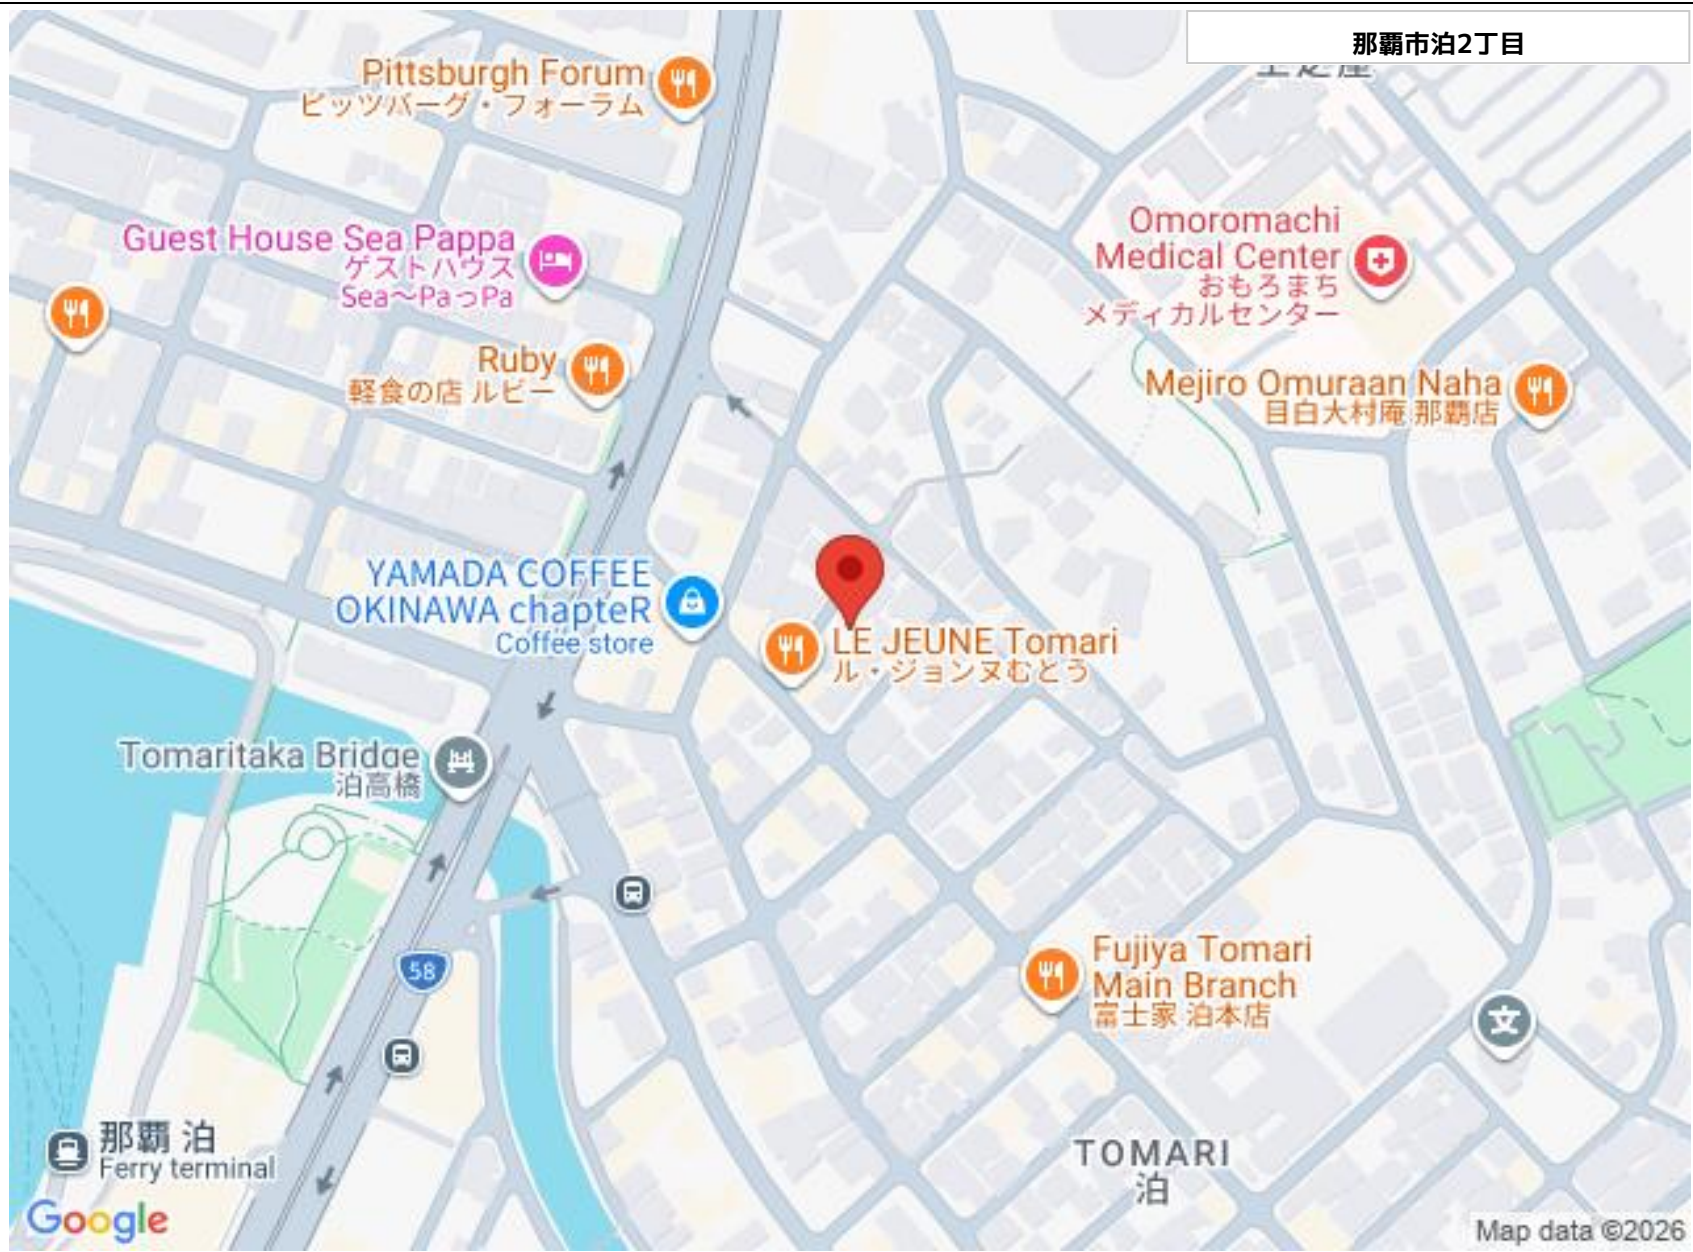 那覇市泊2丁目
Pittsburgh Forum
ピッツバーグ・フォーラム
Guest House Sea Pappa
ゲストハウス
Sea～PaっPa
Omoromachi
Medical Center
おもろまち
メディカルセンター
Ruby
軽食の店 ルビー
Mejiro Omuraan Naha
目白大村庵 那覇店
YAMADA COFFEE
OKINAWA chapteR
Coffee store
LE JEUNE Tomari
ル・ジョンヌむとう
Tomaritaka Bridge
泊高橋
58
Fujiya Tomari
Main Branch
富士家 泊本店
文
那覇 泊
Ferry terminal
TOMARI
泊
Google
Map data ©2026